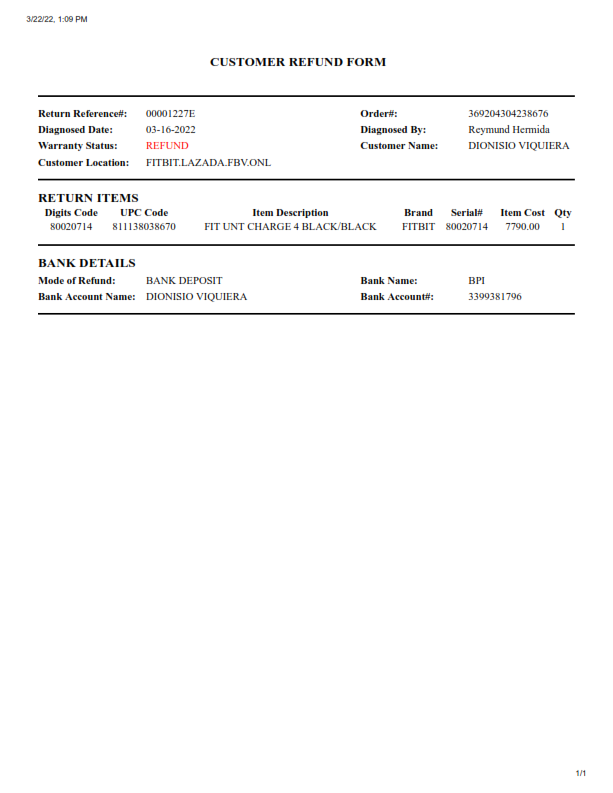 3/22/22, 1:09 PM
CUSTOMER REFUND FORM
Return Reference#: 00001227E Order#: 369204304238676
Diagnosed Date: 03-16-2022 Diagnosed By: Reymund Hermida
Warranty Status: REFUND Customer Name: DIONISIO VIQUIERA
Customer Location: FITBIT.LAZADA.FBV.ONL
RETURN ITEMS
Digits Code UPC Code Item Description Brand Serial# Item Cost Qty
80020714 811138038670 FIT UNT CHARGE 4 BLACK/BLACK FITBIT 80020714 7790.00 1
BANK DETAILS
Mode of Refund: BANK DEPOSIT Bank Name: BPI
Bank Account Name: DIONISIO VIQUIERA Bank Account#: 3399381796
1/1